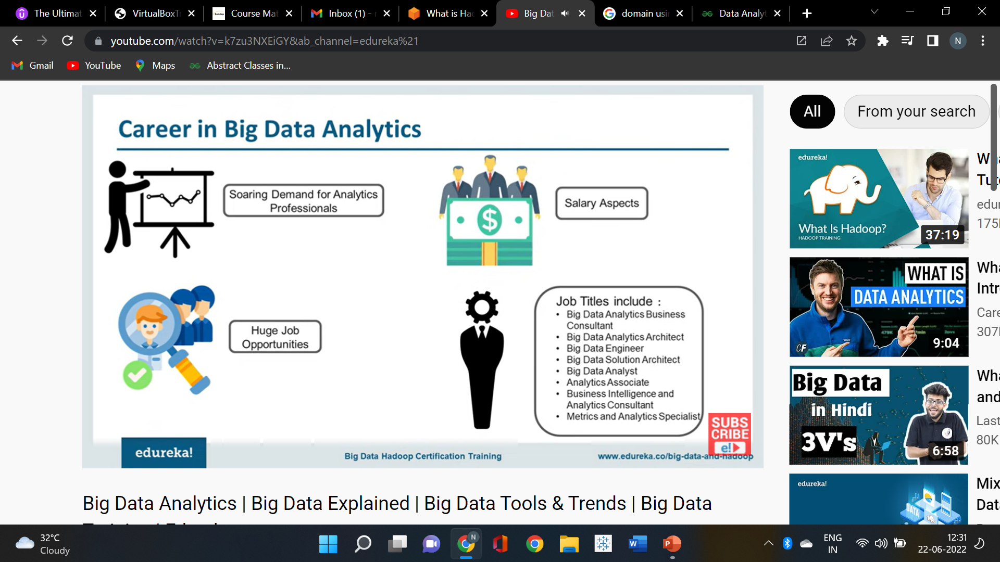 The Ultimat
VirtualBoxT
Course Mat
Inbox (1) -
What is Had
Big Dat
domain usi
Data Analyt
youtube.com/watch?v=k7zu3NXEiGY&ab_channel=edureka%21
N
Gmail
YouTube
Maps
Abstract Classes in...
Career in Big Data Analytics
Soaring Demand for Analytics
Professionals
$
Salary Aspects
Huge Job
Opportunities
Job Titles include :
• Big Data Analytics Business
Consultant
• Big Data Analytics Architect
• Big Data Engineer
• Big Data Solution Architect
• Big Data Analyst
• Analytics Associate
• Business Intelligence and
Analytics Consultant
• Metrics and Analytics Specialist
SUBS
CRIBE
e!
edureka!
Big Data Hadoop Certification Training
www.edureka.co/big-data-and-hadoop
Big Data Analytics | Big Data Explained | Big Data Tools & Trends | Big Data
All
From your search
edureka!
What Is Hadoop?
HADOOP TRAINING
37:19
Wha
Tuto
edur
175
WHAT IS
DATA ANALYTICS
CF
9:04
Wha
Intr
Care
307
Big Data
in Hindi
3V's
6:58
Wha
and
Last
80K
edureka!
DATA
Mix
Dat
32°C
Cloudy
N
W
P
ENG
IN
12:31
22-06-2022